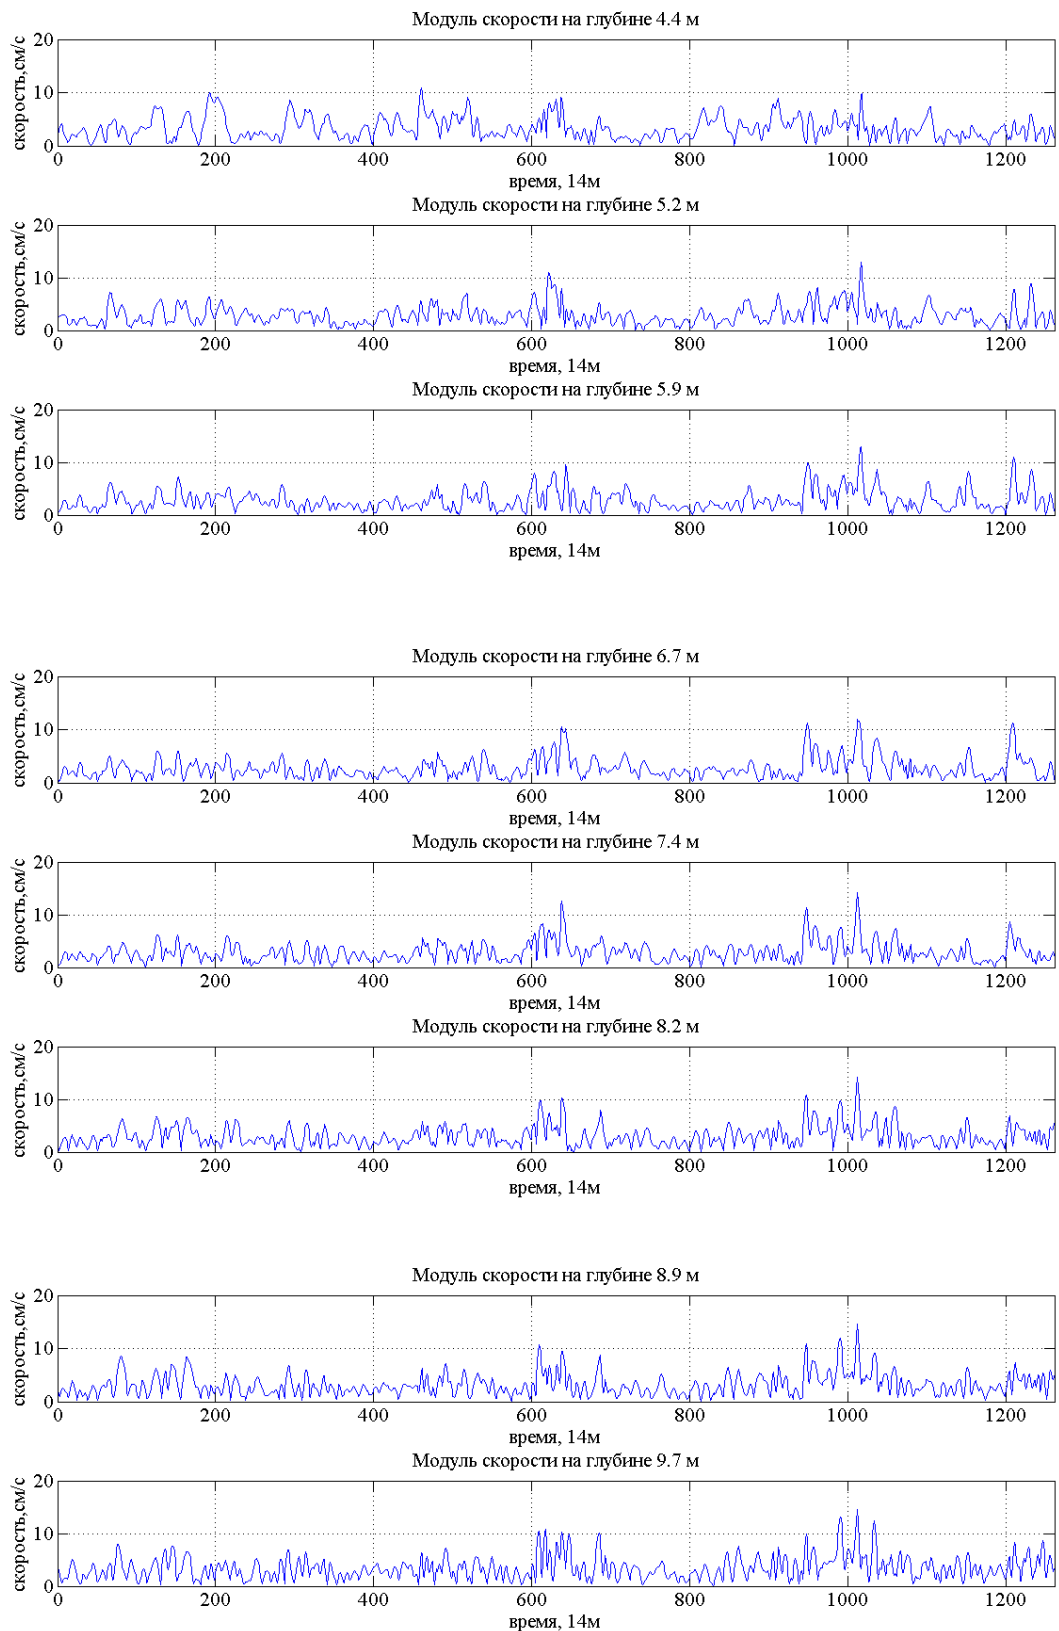 Модуль скорости на глубине 4.4 м
скорость,см/с
20
10
0
0 200 400 600 800 1000 1200
время, 14м
Модуль скорости на глубине 5.2 м
скорость,см/с
20
10
0
0 200 400 600 800 1000 1200
время, 14м
Модуль скорости на глубине 5.9 м
скорость,см/с
20
10
0
0 200 400 600 800 1000 1200
время, 14м
Модуль скорости на глубине 6.7 м
скорость,см/с
20
10
0
0 200 400 600 800 1000 1200
время, 14м
Модуль скорости на глубине 7.4 м
скорость,см/с
20
10
0
0 200 400 600 800 1000 1200
время, 14м
Модуль скорости на глубине 8.2 м
скорость,см/с
20
10
0
0 200 400 600 800 1000 1200
время, 14м
Модуль скорости на глубине 8.9 м
скорость,см/с
20
10
0
0 200 400 600 800 1000 1200
время, 14м
Модуль скорости на глубине 9.7 м
скорость,см/с
20
10
0
0 200 400 600 800 1000 1200
время, 14м